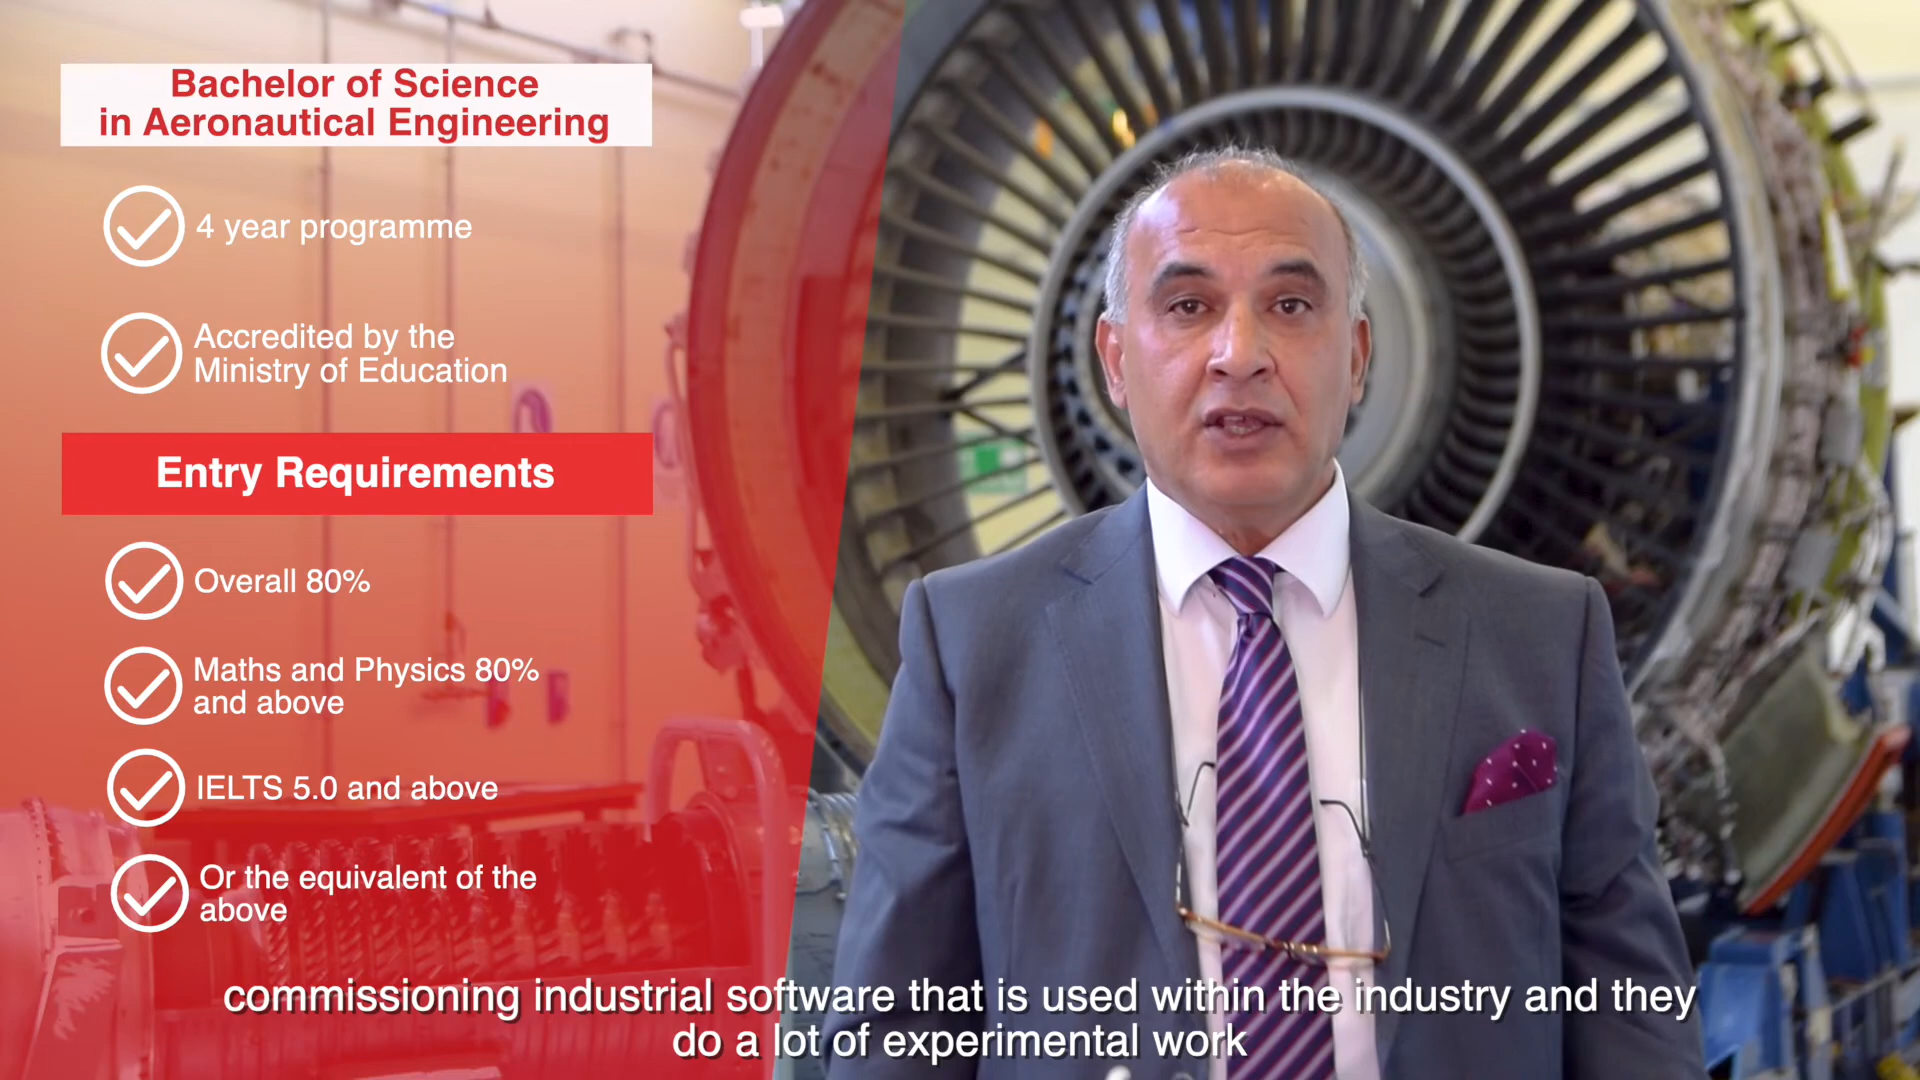 Bachelor of Science
in Aeronautical Engineering
4 year programme
Accredited by the
Ministry of Education
Entry Requirements
Overall 80%
Maths and Physics 80%
and above
IELTS 5.0 and above
Or the equivalent of the
above
commissioning industrial software that is used within the industry and they
do a lot of experimental work